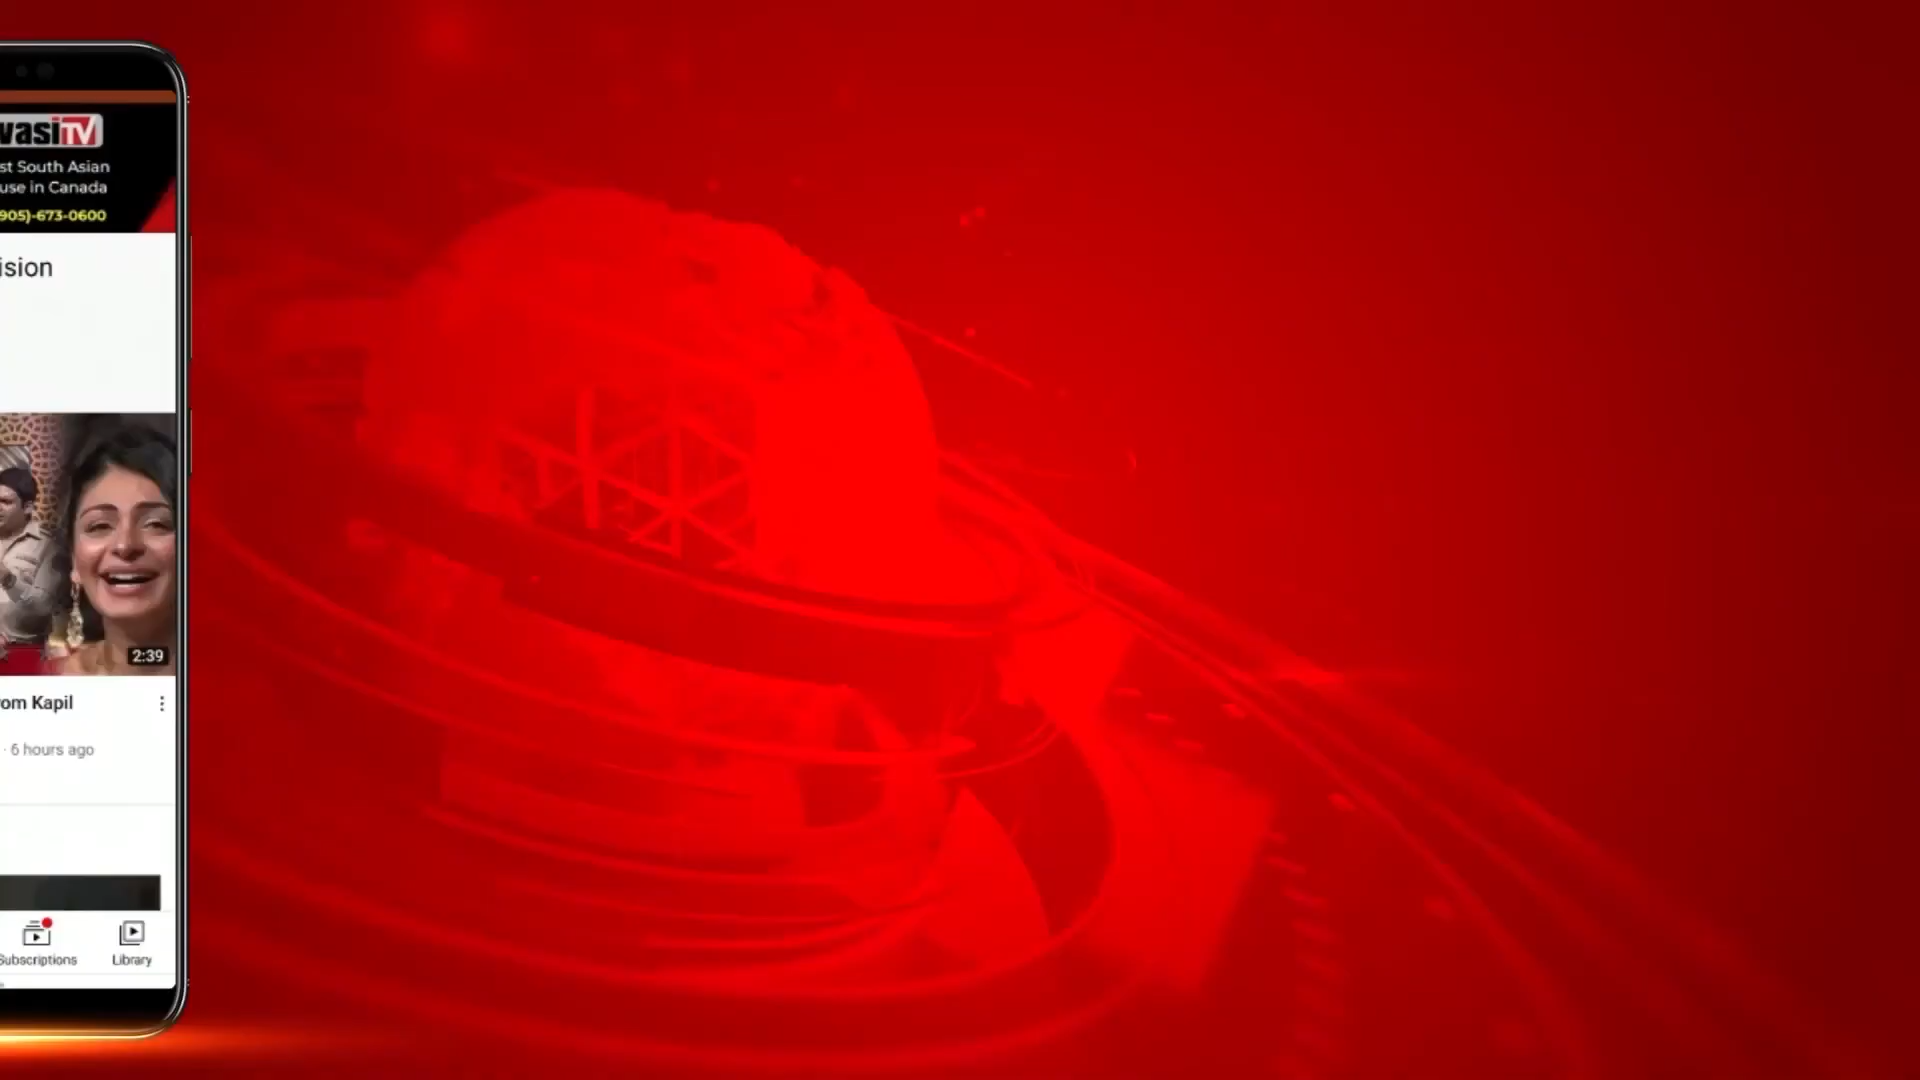 vasiTV
st South Asian
use in Canada
905)-673-0600
ision
2:39
om Kapil
· 6 hours ago
Subscriptions
Library